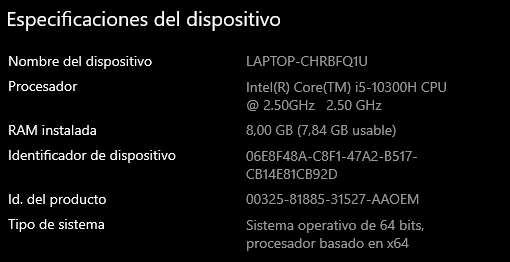 Especificaciones del dispositivo
Nombre del dispositivo LAPTOP-CHRBFQ1U
Procesador Intel(R) Core(TM) i5-10300H CPU
@ 2.50GHz 2.50 GHz
RAM instalada 8,00 GB (7,84 GB usable)
Identificador de dispositivo 06E8F48A-C8F1-47A2-B517-
CB14E81CB92D
Id. del producto 00325-81885-31527-AAOEM
Tipo de sistema Sistema operativo de 64 bits,
procesador basado en x64